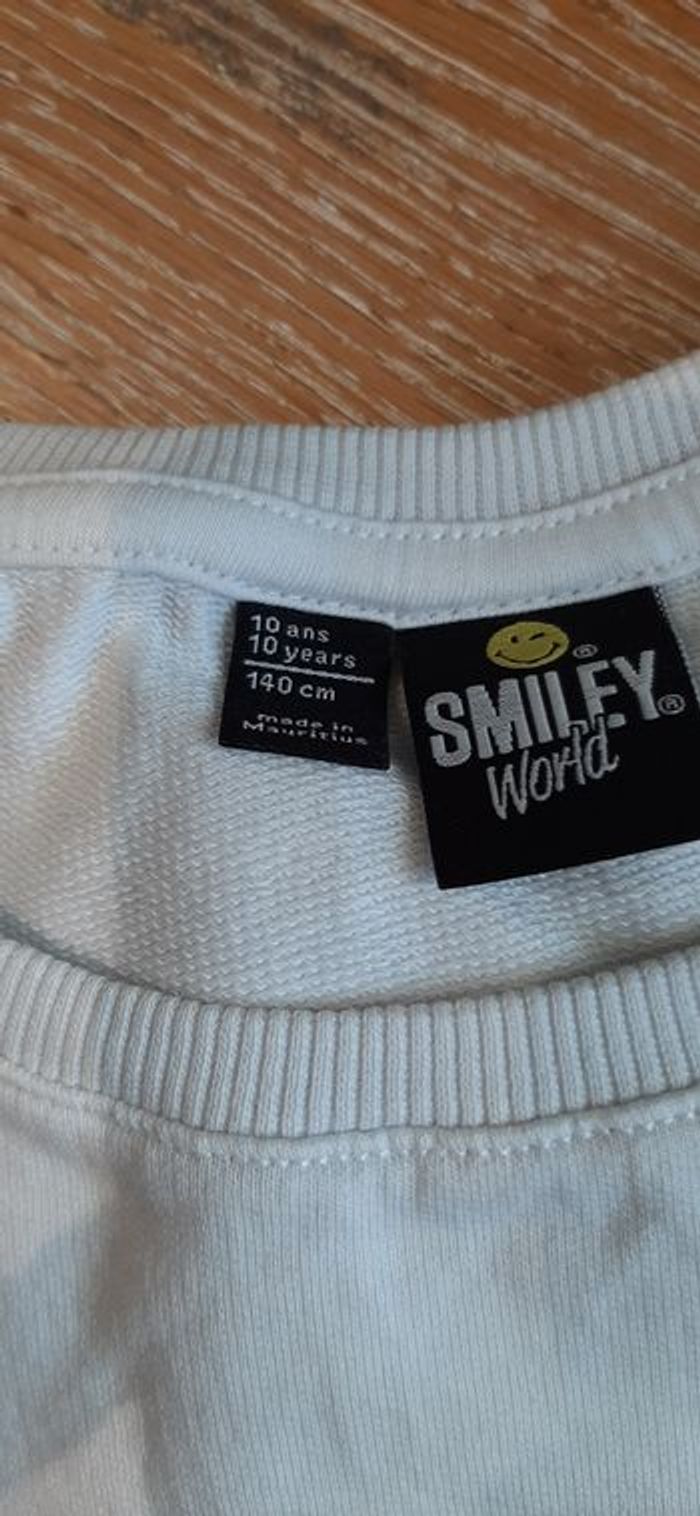 10 ans
10 years
140 cm
made in
Mauritius
®
SMILEY®
World